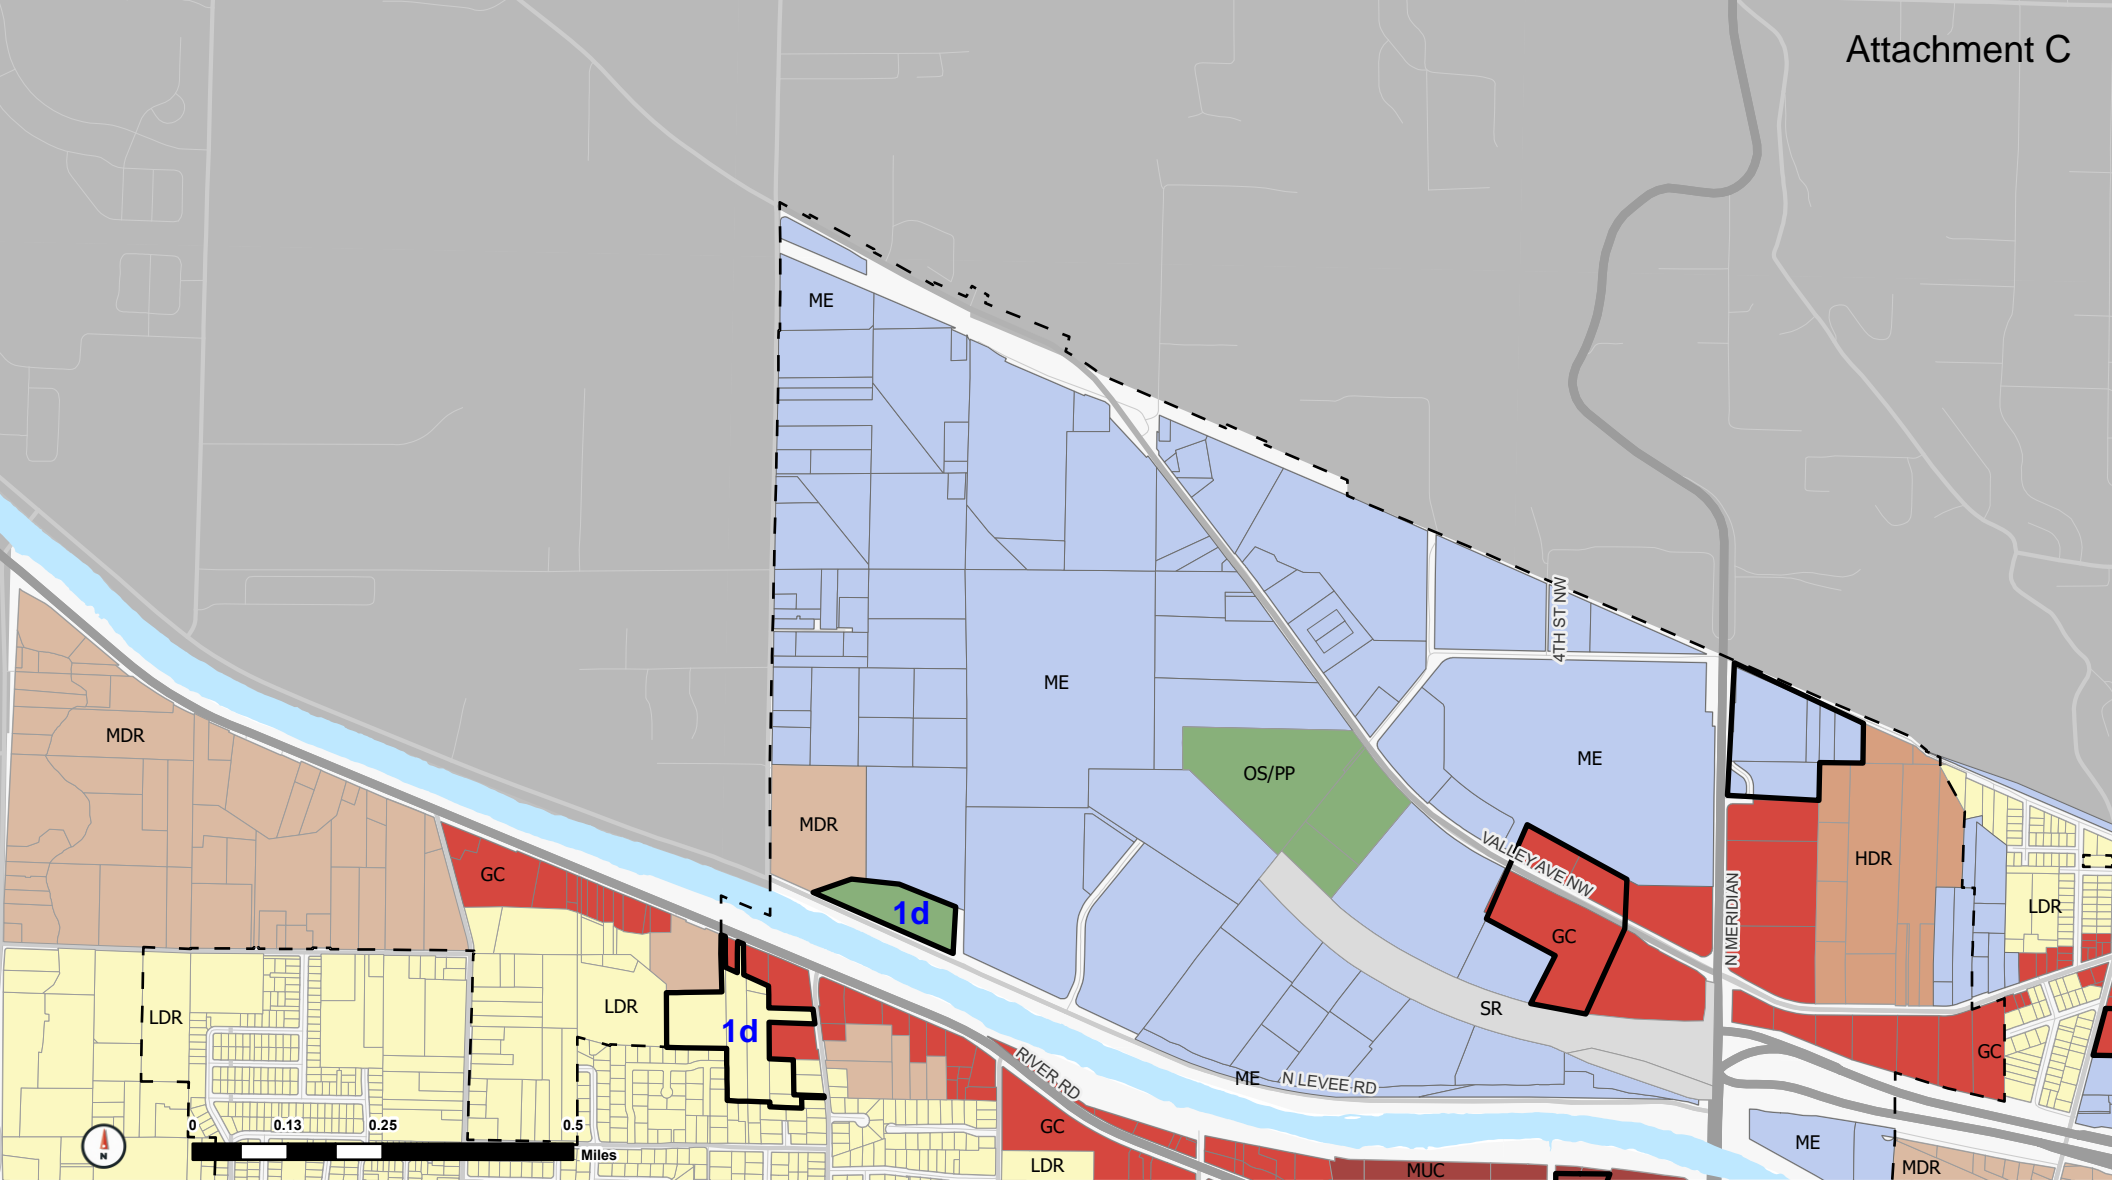 Attachment C
ME
4TH ST NW
ME
MDR
ME
OS/PP
MDR
VALLEY AVE NW
HDR
GC
1d
N MERIDIAN
LDR
GC
LDR
LDR
SR
1d
RIVER RD
GC
ME
N LEVEE RD
0 0.13 0.25 0.5
Miles
GC
ME
N
LDR
MUC
MDR